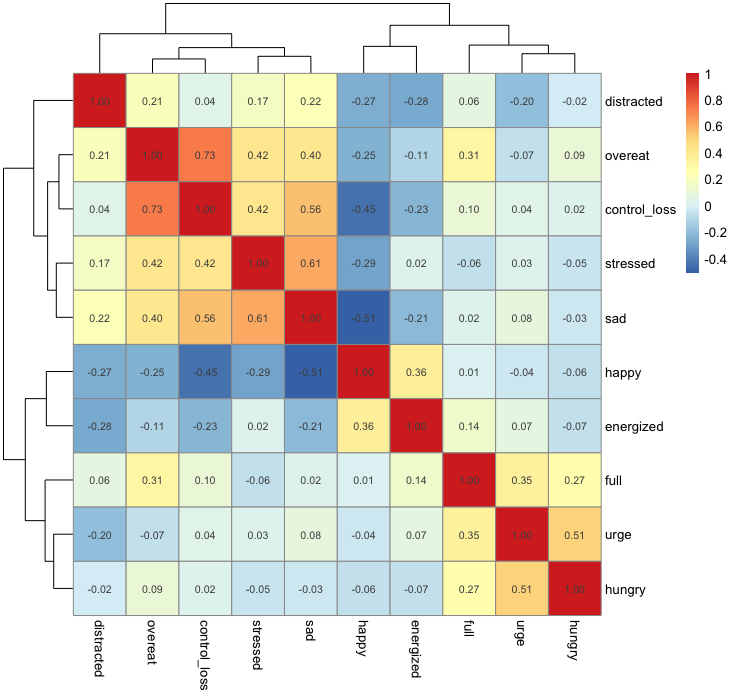 1.00 0.21 0.04 0.17 0.22 -0.27 -0.28 0.06 -0.20 -0.02 distracted
0.21 1.00 0.73 0.42 0.40 -0.25 -0.11 0.31 -0.07 0.09 overeat
0.04 0.73 1.00 0.42 0.56 -0.45 -0.23 0.10 0.04 0.02 control_loss
0.17 0.42 0.42 1.00 0.61 -0.29 0.02 -0.06 0.03 -0.05 stressed
0.22 0.40 0.56 0.61 1.00 -0.51 -0.21 0.02 0.08 -0.03 sad
-0.27 -0.25 -0.45 -0.29 -0.51 1.00 0.36 0.01 -0.04 -0.06 happy
-0.28 -0.11 -0.23 0.02 -0.21 0.36 1.00 0.14 0.07 -0.07 energized
0.06 0.31 0.10 -0.06 0.02 0.01 0.14 1.00 0.35 0.27 full
-0.20 -0.07 0.04 0.03 0.08 -0.04 0.07 0.35 1.00 0.51 urge
-0.02 0.09 0.02 -0.05 -0.03 -0.06 -0.07 0.27 0.51 1.00 hungry
distracted
overeat
control_loss
stressed
sad
happy
energized
full
urge
hungry
1
0.8
0.6
0.4
0.2
0
-0.2
-0.4